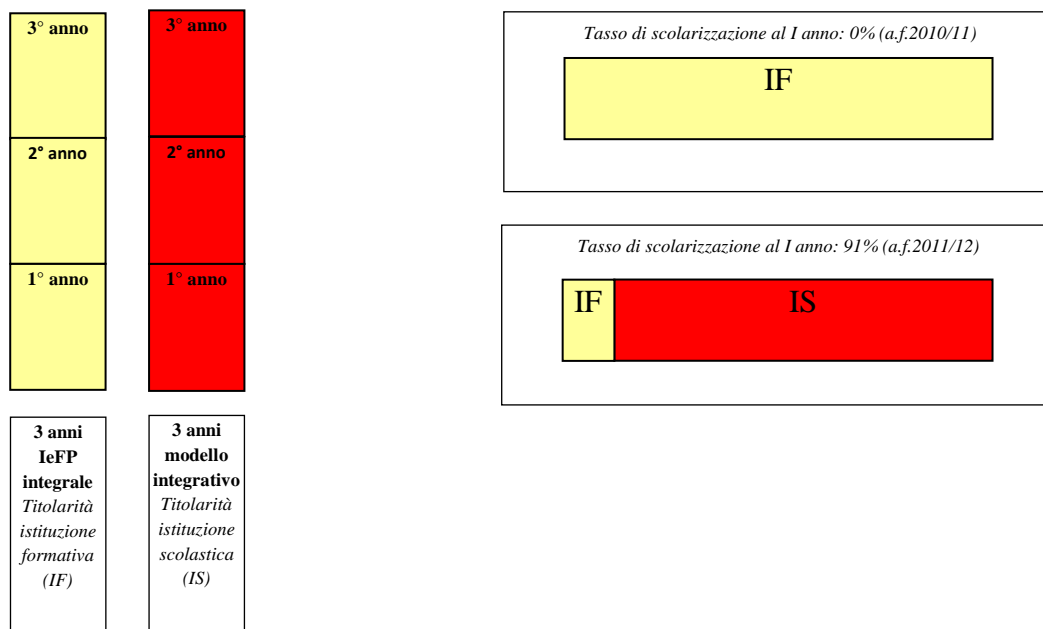 3° anno
2° anno
1° anno
3 anni
IeFP
integrale
Titolarità
istituzione
formativa
(IF)
3° anno
2° anno
1° anno
3 anni
modello
integrativo
Titolarità
istituzione
scolastica
(IS)
Tasso di scolarizzazione al I anno: 0% (a.f.2010/11)
IF
Tasso di scolarizzazione al I anno: 91% (a.f.2011/12)
IF IS